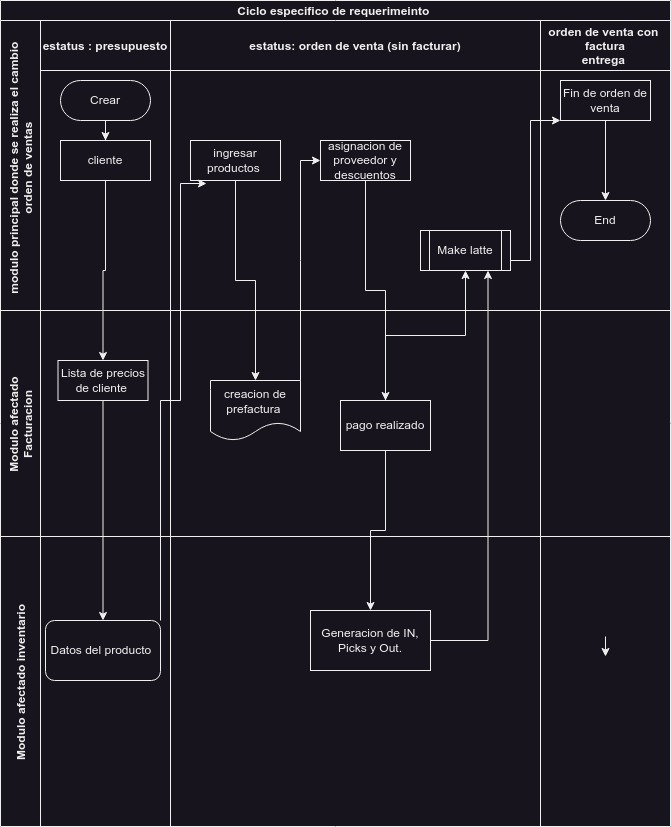 Ciclo especifico de requerimeinto
estatus : presupuesto
estatus: orden de venta (sin facturar)
orden de venta con
factura
entrega
modulo principal donde se realiza el cambio
orden de ventas
Crear
cliente
ingresar
productos
asignacion de
proveedor y
descuentos
Make latte
Fin de orden de
venta
End
Modulo afectado
Facturacion
Lista de precios
de cliente
creacion de
prefactura
pago realizado
Modulo afectado inventario
Datos del producto
Generacion de IN,
Picks y Out.